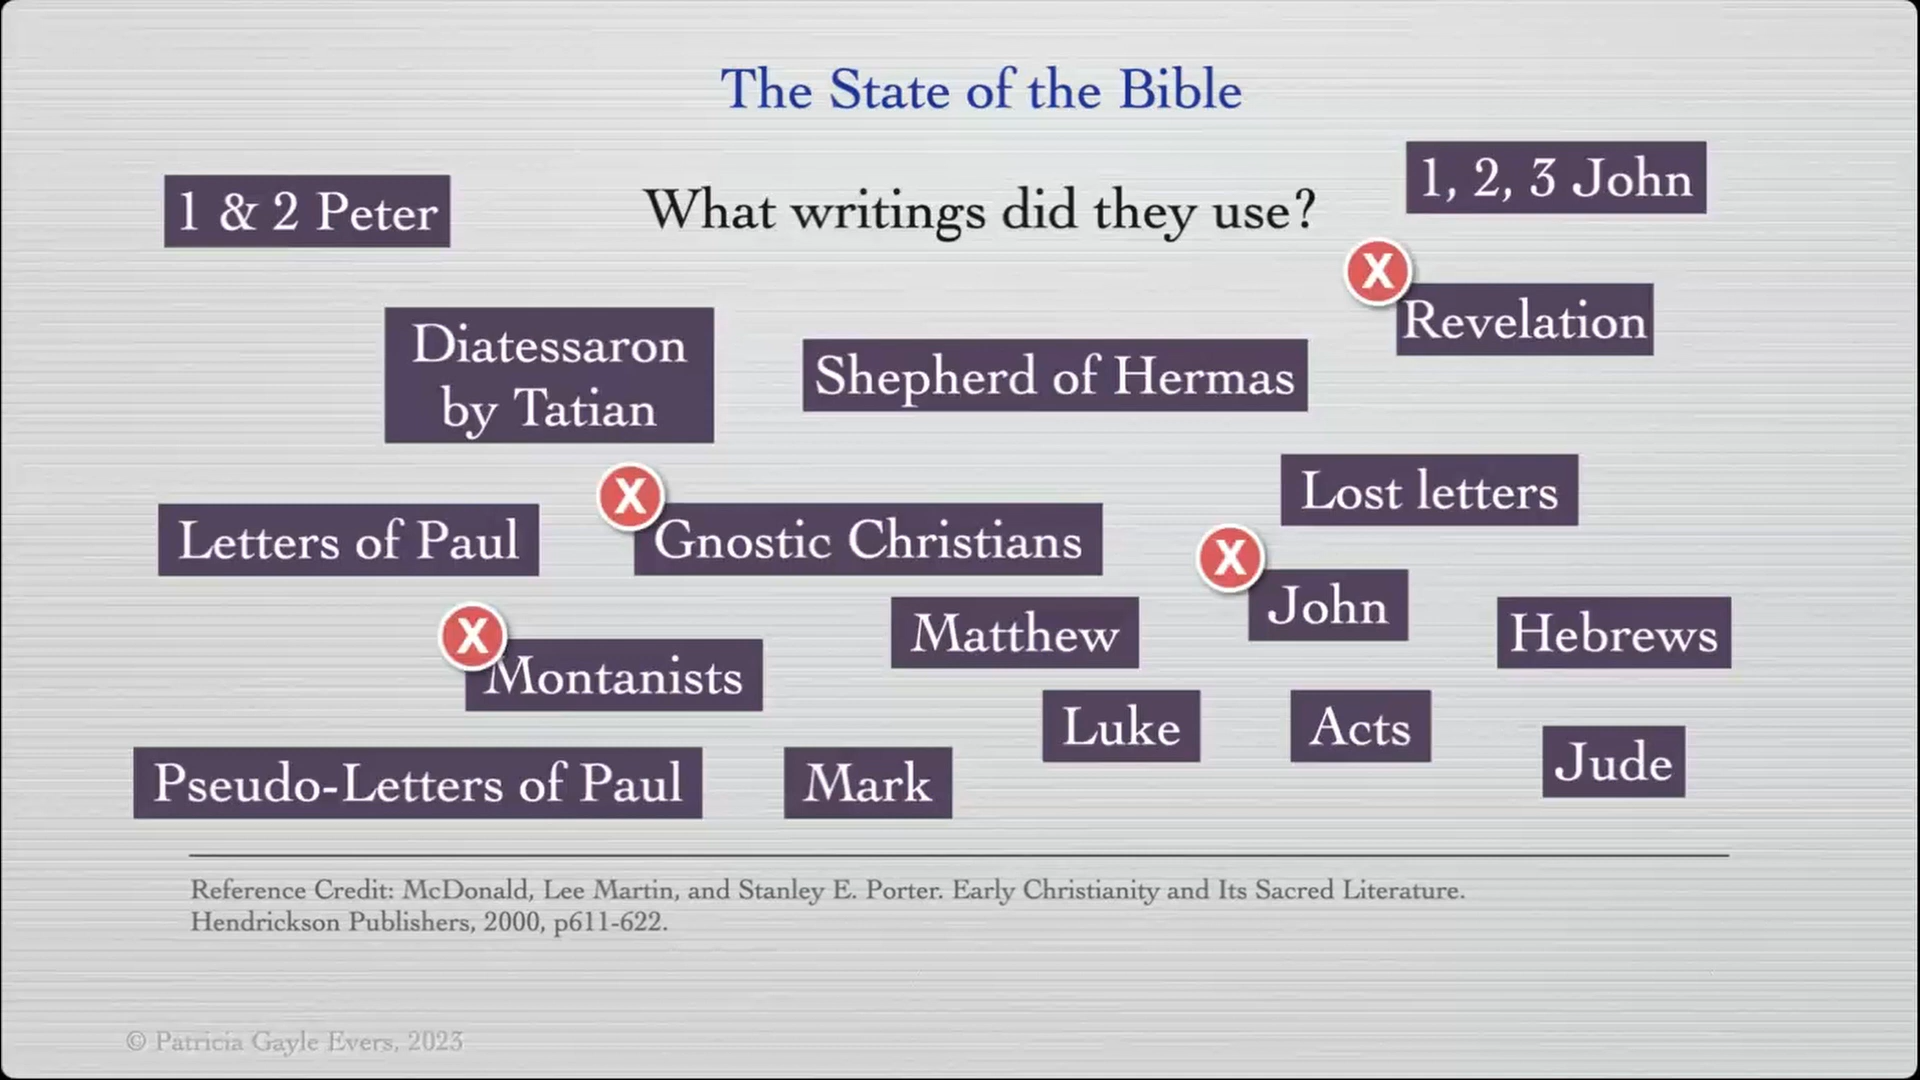 The State of the Bible
1 & 2 Peter
What writings did they use?
1, 2, 3 John
X
Revelation
Diatessaron
by Tatian
Shepherd of Hermas
Lost letters
Letters of Paul
X
Gnostic Christians
X
John
Matthew
Hebrews
X
Montanists
Luke
Acts
Jude
Pseudo-Letters of Paul
Mark
Reference Credit: McDonald, Lee Martin, and Stanley E. Porter. Early Christianity and Its Sacred Literature.
Hendrickson Publishers, 2000, p611-622.
© Patricia Gayle Evers, 2023